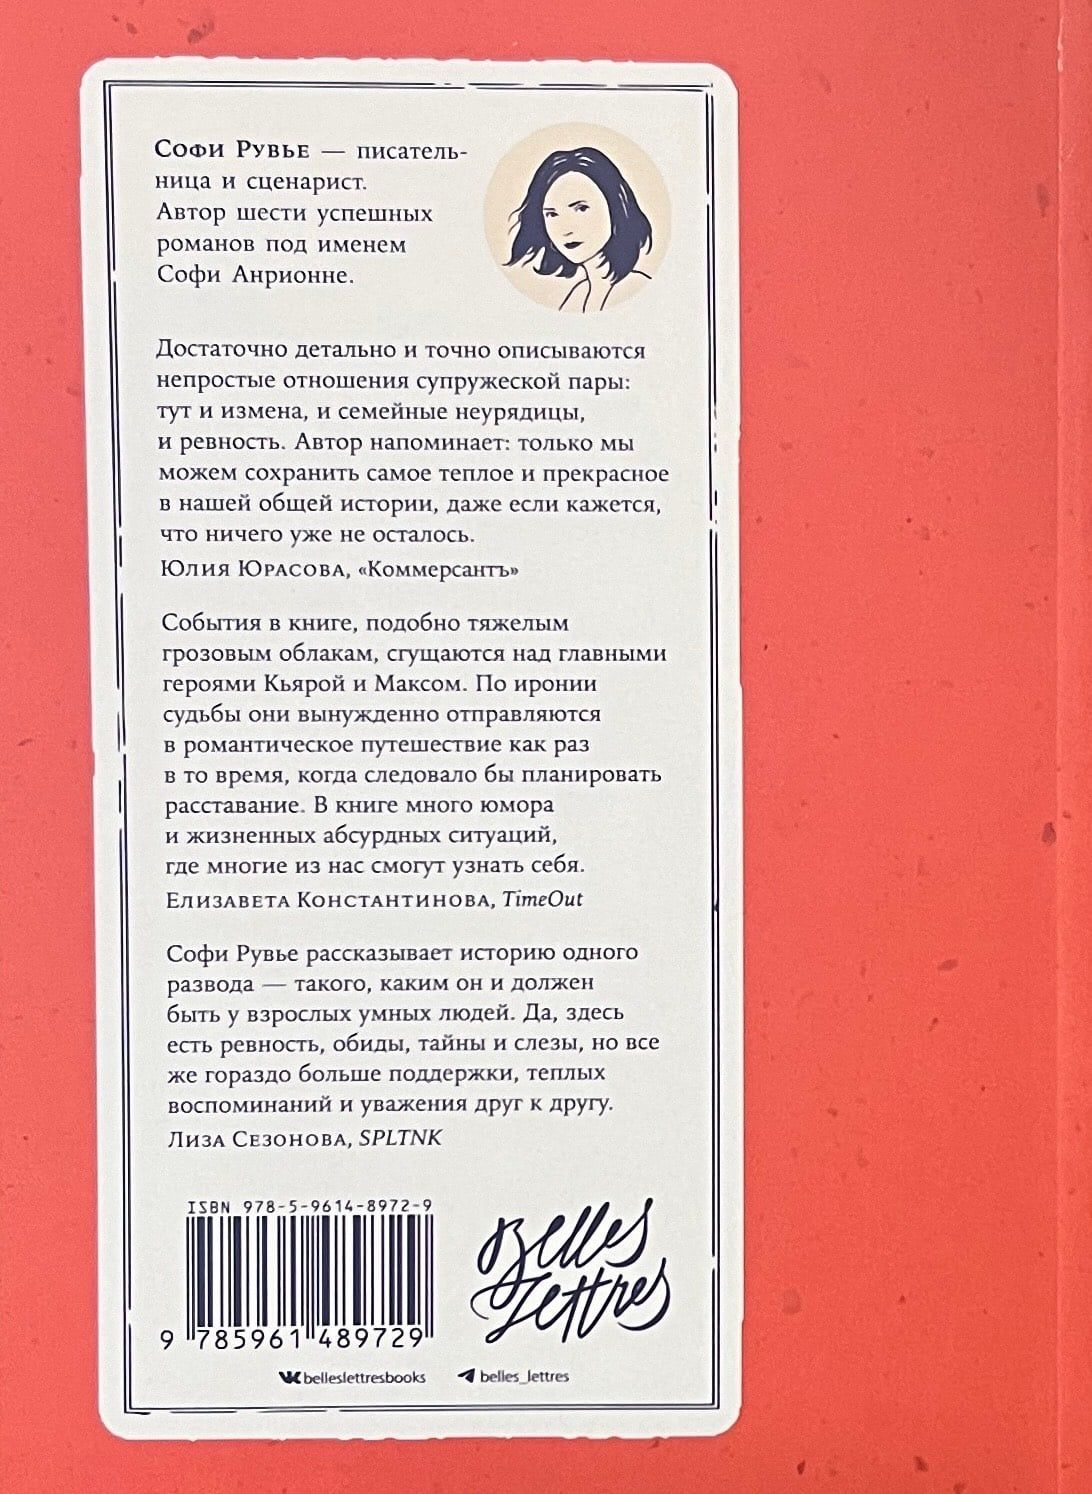 Софи Рувье — писатель-
ница и сценарист.
Автор шести успешных
романов под именем
Софи Анрионне.
Достаточно детально и точно описываются
непростые отношения супружеской пары:
тут и измена, и семейные неурядицы,
и ревность. Автор напоминает: только мы
можем сохранить самое теплое и прекрасное
в нашей общей истории, даже если кажется,
что ничего уже не осталось.
Юлия Юрасова, «Коммерсантъ»
События в книге, подобно тяжелым
грозовым облакам, сгущаются над главными
героями Кьярой и Максом. По иронии
судьбы они вынужденно отправляются
в романтическое путешествие как раз
в то время, когда следовало бы планировать
расставание. В книге много юмора
и жизненных абсурдных ситуаций,
где многие из нас смогут узнать себя.
Елизавета Константинова, TimeOut
Софи Рувье рассказывает историю одного
развода — такого, каким он и должен
быть у взрослых умных людей. Да, здесь
есть ревность, обиды, тайны и слезы, но все
же гораздо больше поддержки, теплых
воспоминаний и уважения друг к другу.
Лиза Сезонова, SPLTNK
ISBN 978-5-9614-8972-9
9 785961 489729
Belles
Lettres
belleslettresbooks
belles_lettres